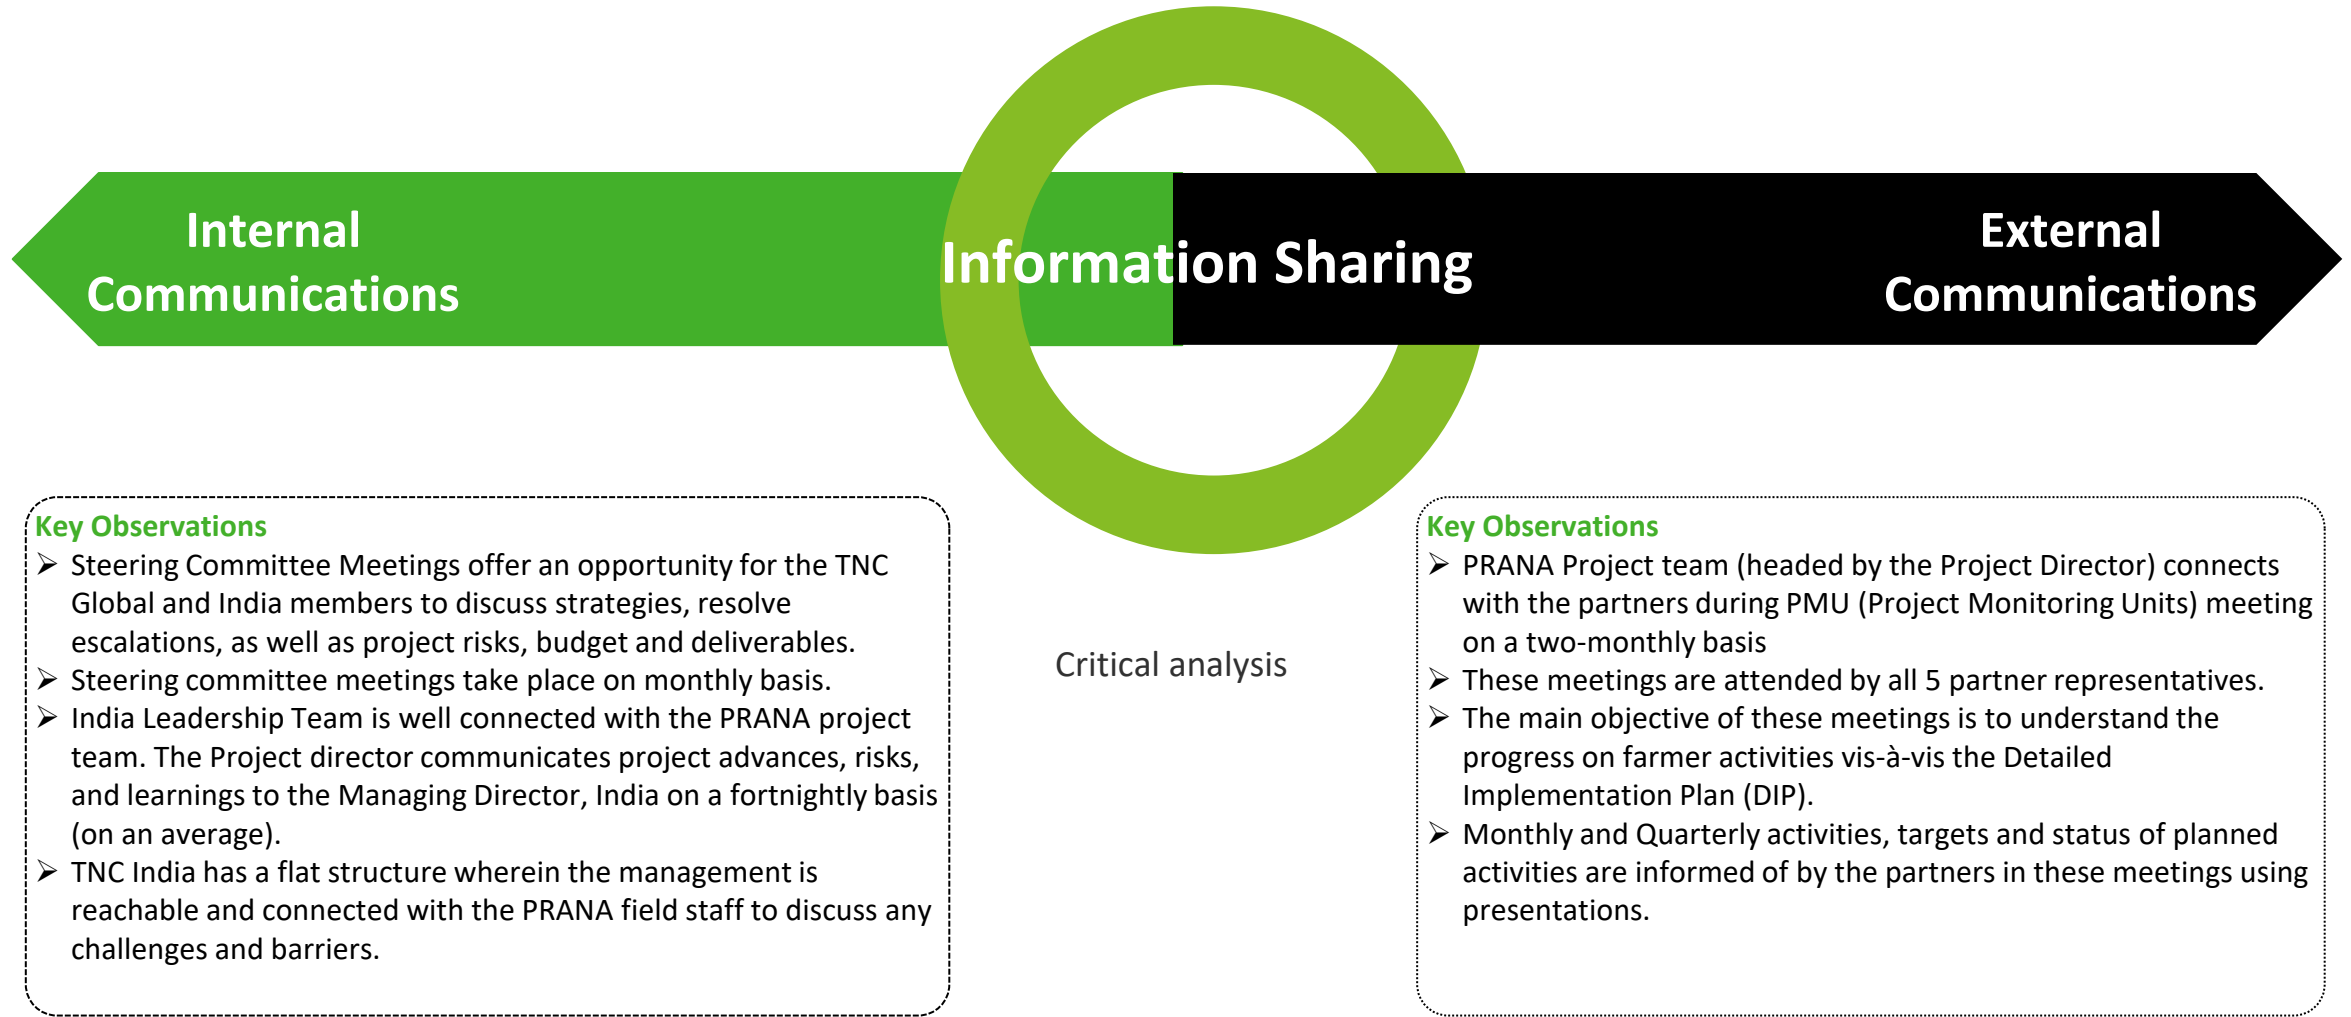 Internal
Communications
Information Sharing
External
Communications
Key Observations
➢ Steering Committee Meetings offer an opportunity for the TNC
Global and India members to discuss strategies, resolve
escalations, as well as project risks, budget and deliverables.
➢ Steering committee meetings take place on monthly basis.
➢ India Leadership Team is well connected with the PRANA project
team. The Project director communicates project advances, risks,
and learnings to the Managing Director, India on a fortnightly basis
(on an average).
➢ TNC India has a flat structure wherein the management is
reachable and connected with the PRANA field staff to discuss any
challenges and barriers.
Critical analysis
Key Observations
➢ PRANA Project team (headed by the Project Director) connects
with the partners during PMU (Project Monitoring Units) meeting
on a two-monthly basis
➢ These meetings are attended by all 5 partner representatives.
➢ The main objective of these meetings is to understand the
progress on farmer activities vis-à-vis the Detailed
Implementation Plan (DIP).
➢ Monthly and Quarterly activities, targets and status of planned
activities are informed of by the partners in these meetings using
presentations.